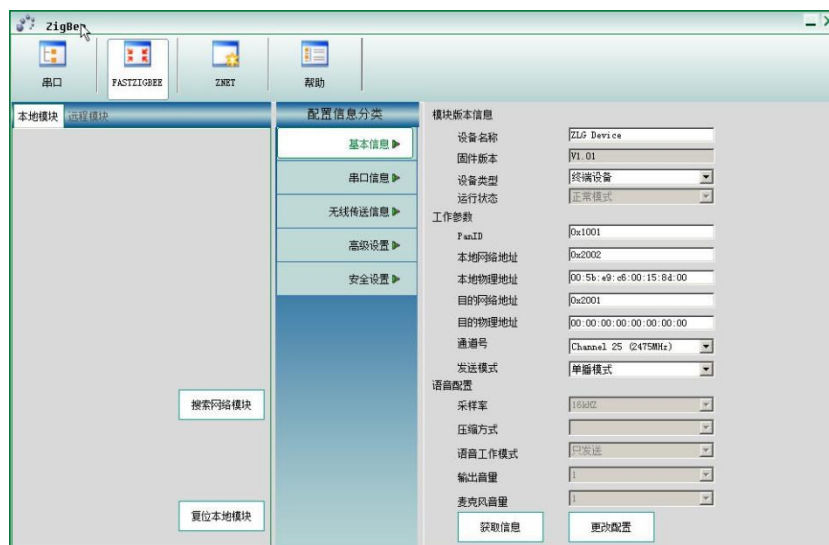 ZigBee
串口
FASTZIGBEE
ZNET
帮助
本地模块 远程模块
搜索网络模块
复位本地模块
配置信息分类
基本信息
串口信息
无线传送信息
高级设置
安全设置
模块版本信息
设备名称 ZLG Device
固件版本 V1.01
设备类型 终端设备
运行状态 正常模式
工作参数
PanID 0x1001
本地网络地址 0x2002
本地物理地址 00:5b:e9:c6:00:15:8d:00
目的网络地址 0x2001
目的物理地址 00:00:00:00:00:00:00:00
通道号 Channel 25 (2475MHz)
发送模式 单播模式
语音配置
采样率 16kHZ
压缩方式
语音工作模式 只发送
输出音量 1
麦克风音量 1
获取信息 更改配置